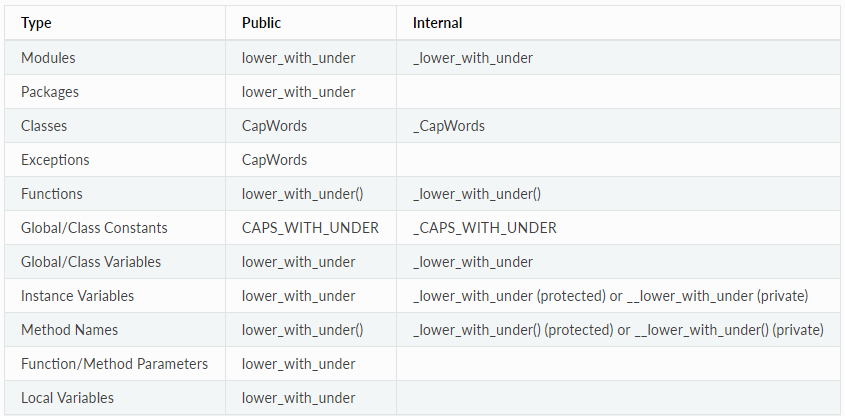 Type Public Internal
Modules lower_with_under _lower_with_under
Packages lower_with_under
Classes CapWords _CapWords
Exceptions CapWords
Functions lower_with_under() _lower_with_under()
Global/Class Constants CAPS_WITH_UNDER _CAPS_WITH_UNDER
Global/Class Variables lower_with_under _lower_with_under
Instance Variables lower_with_under _lower_with_under (protected) or __lower_with_under (private)
Method Names lower_with_under() _lower_with_under() (protected) or __lower_with_under() (private)
Function/Method Parameters lower_with_under
Local Variables lower_with_under